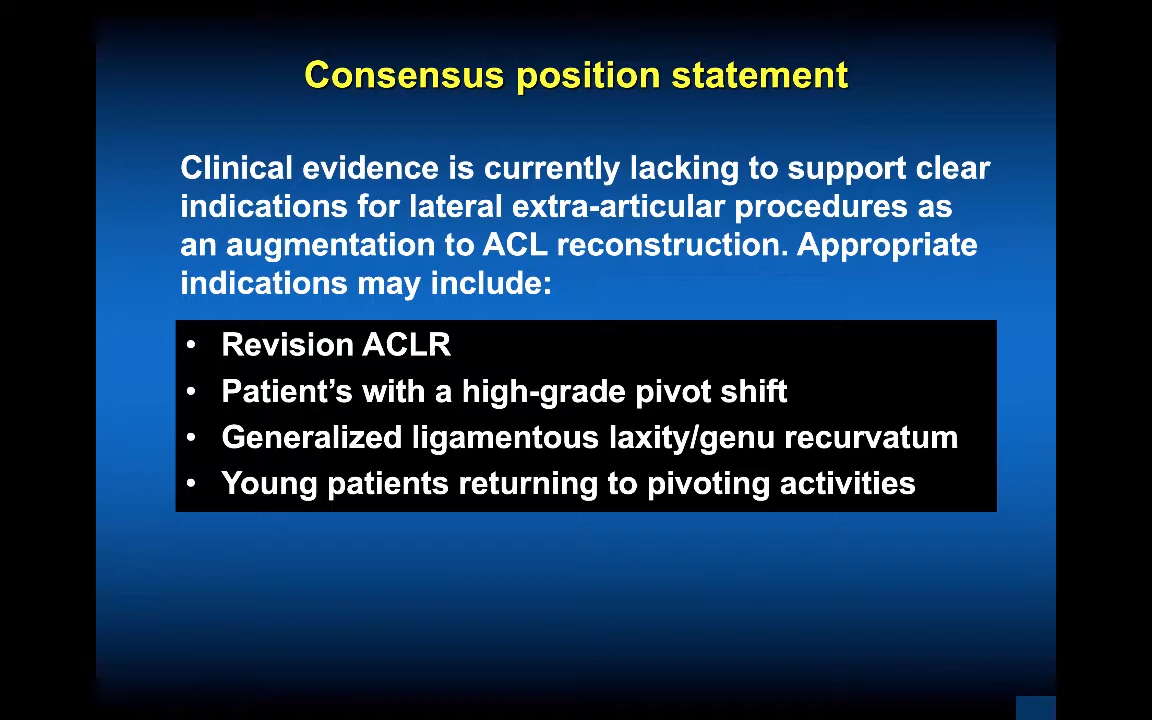 Consensus position statement
Clinical evidence is currently lacking to support clear
indications for lateral extra-articular procedures as
an augmentation to ACL reconstruction. Appropriate
indications may include:
• Revision ACLR
• Patient’s with a high-grade pivot shift
• Generalized ligamentous laxity/genu recurvatum
• Young patients returning to pivoting activities